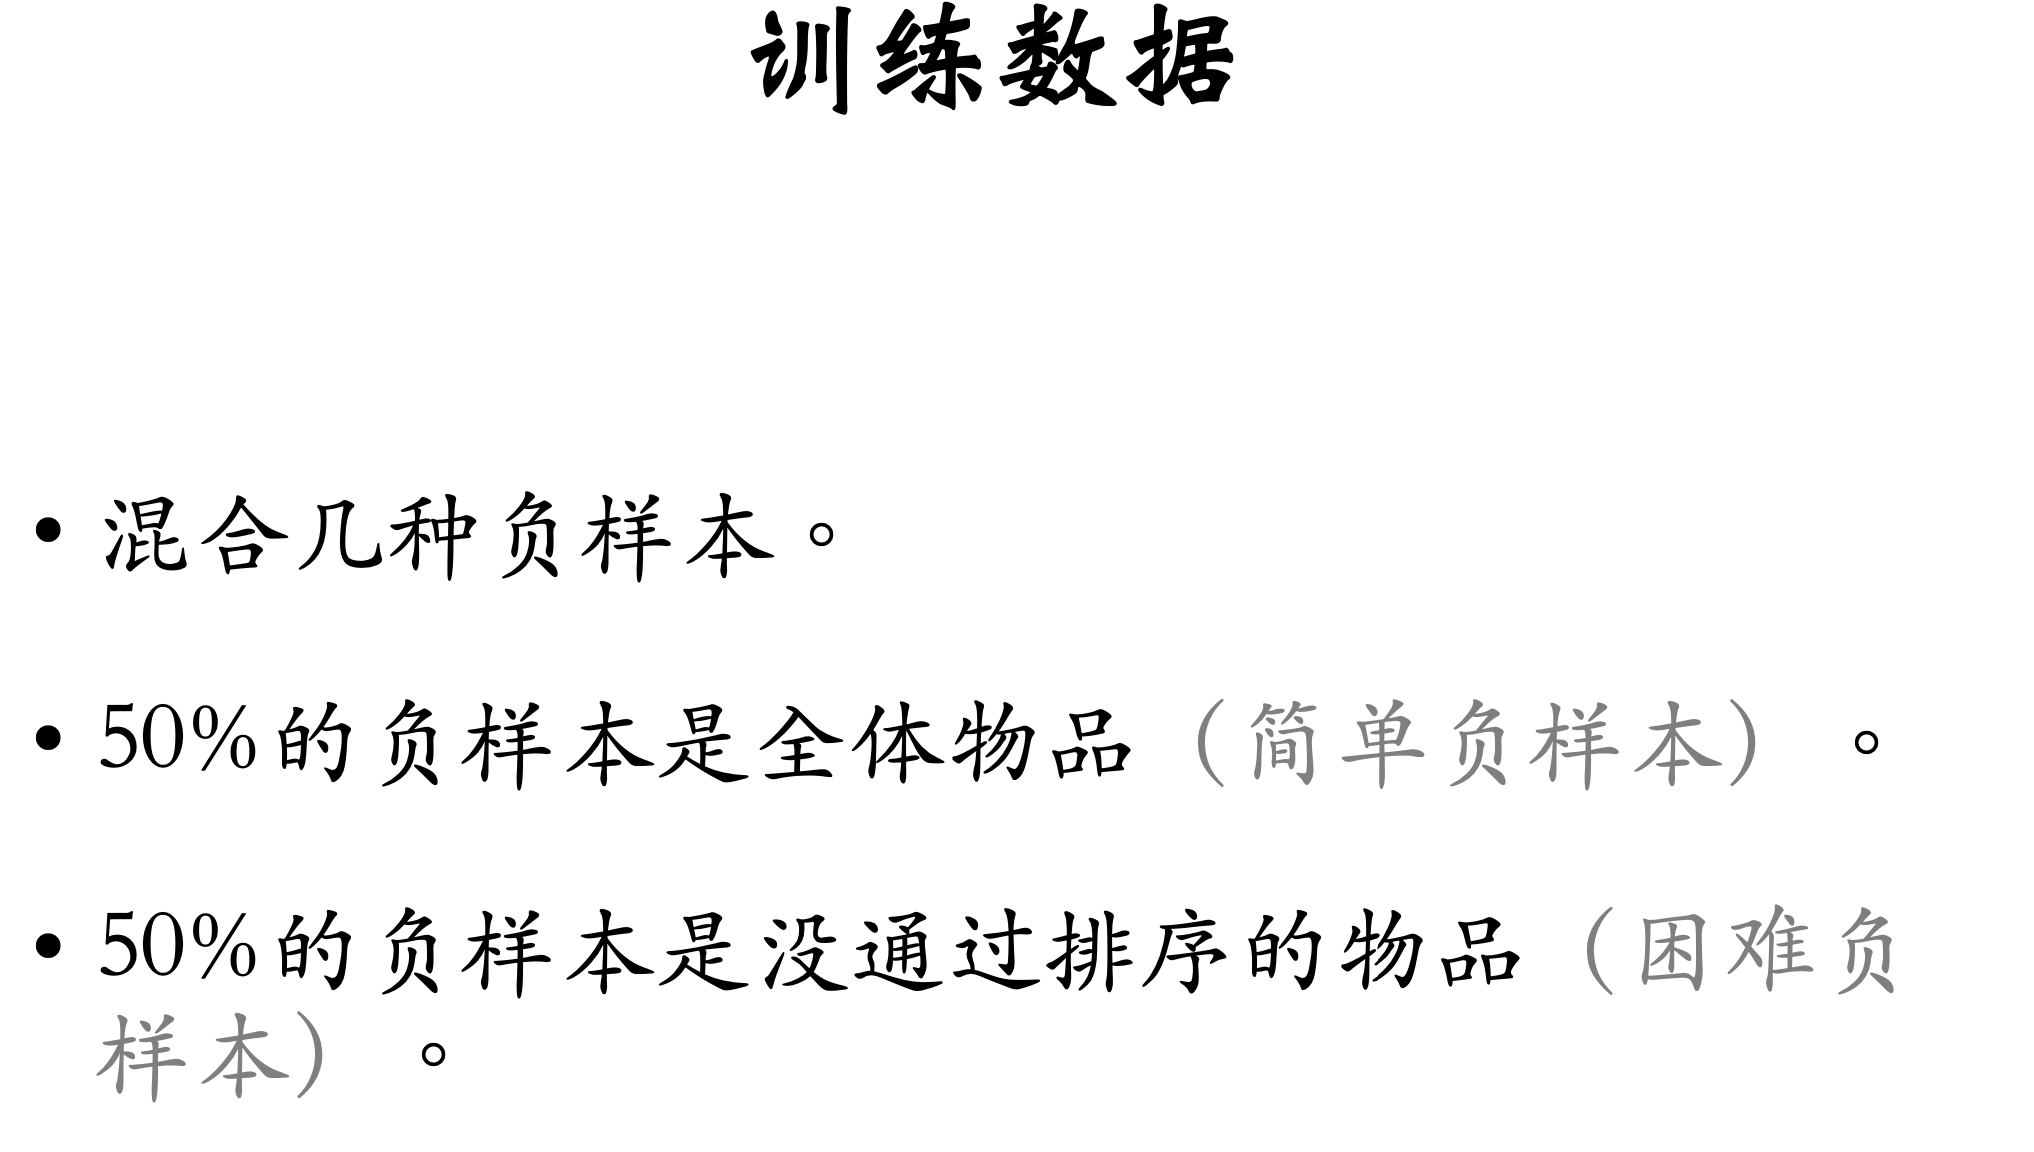 训练数据
• 混合几种负样本。
• 50%的负样本是全体物品（简单负样本）。
• 50%的负样本是没通过排序的物品（困难负
样本）。